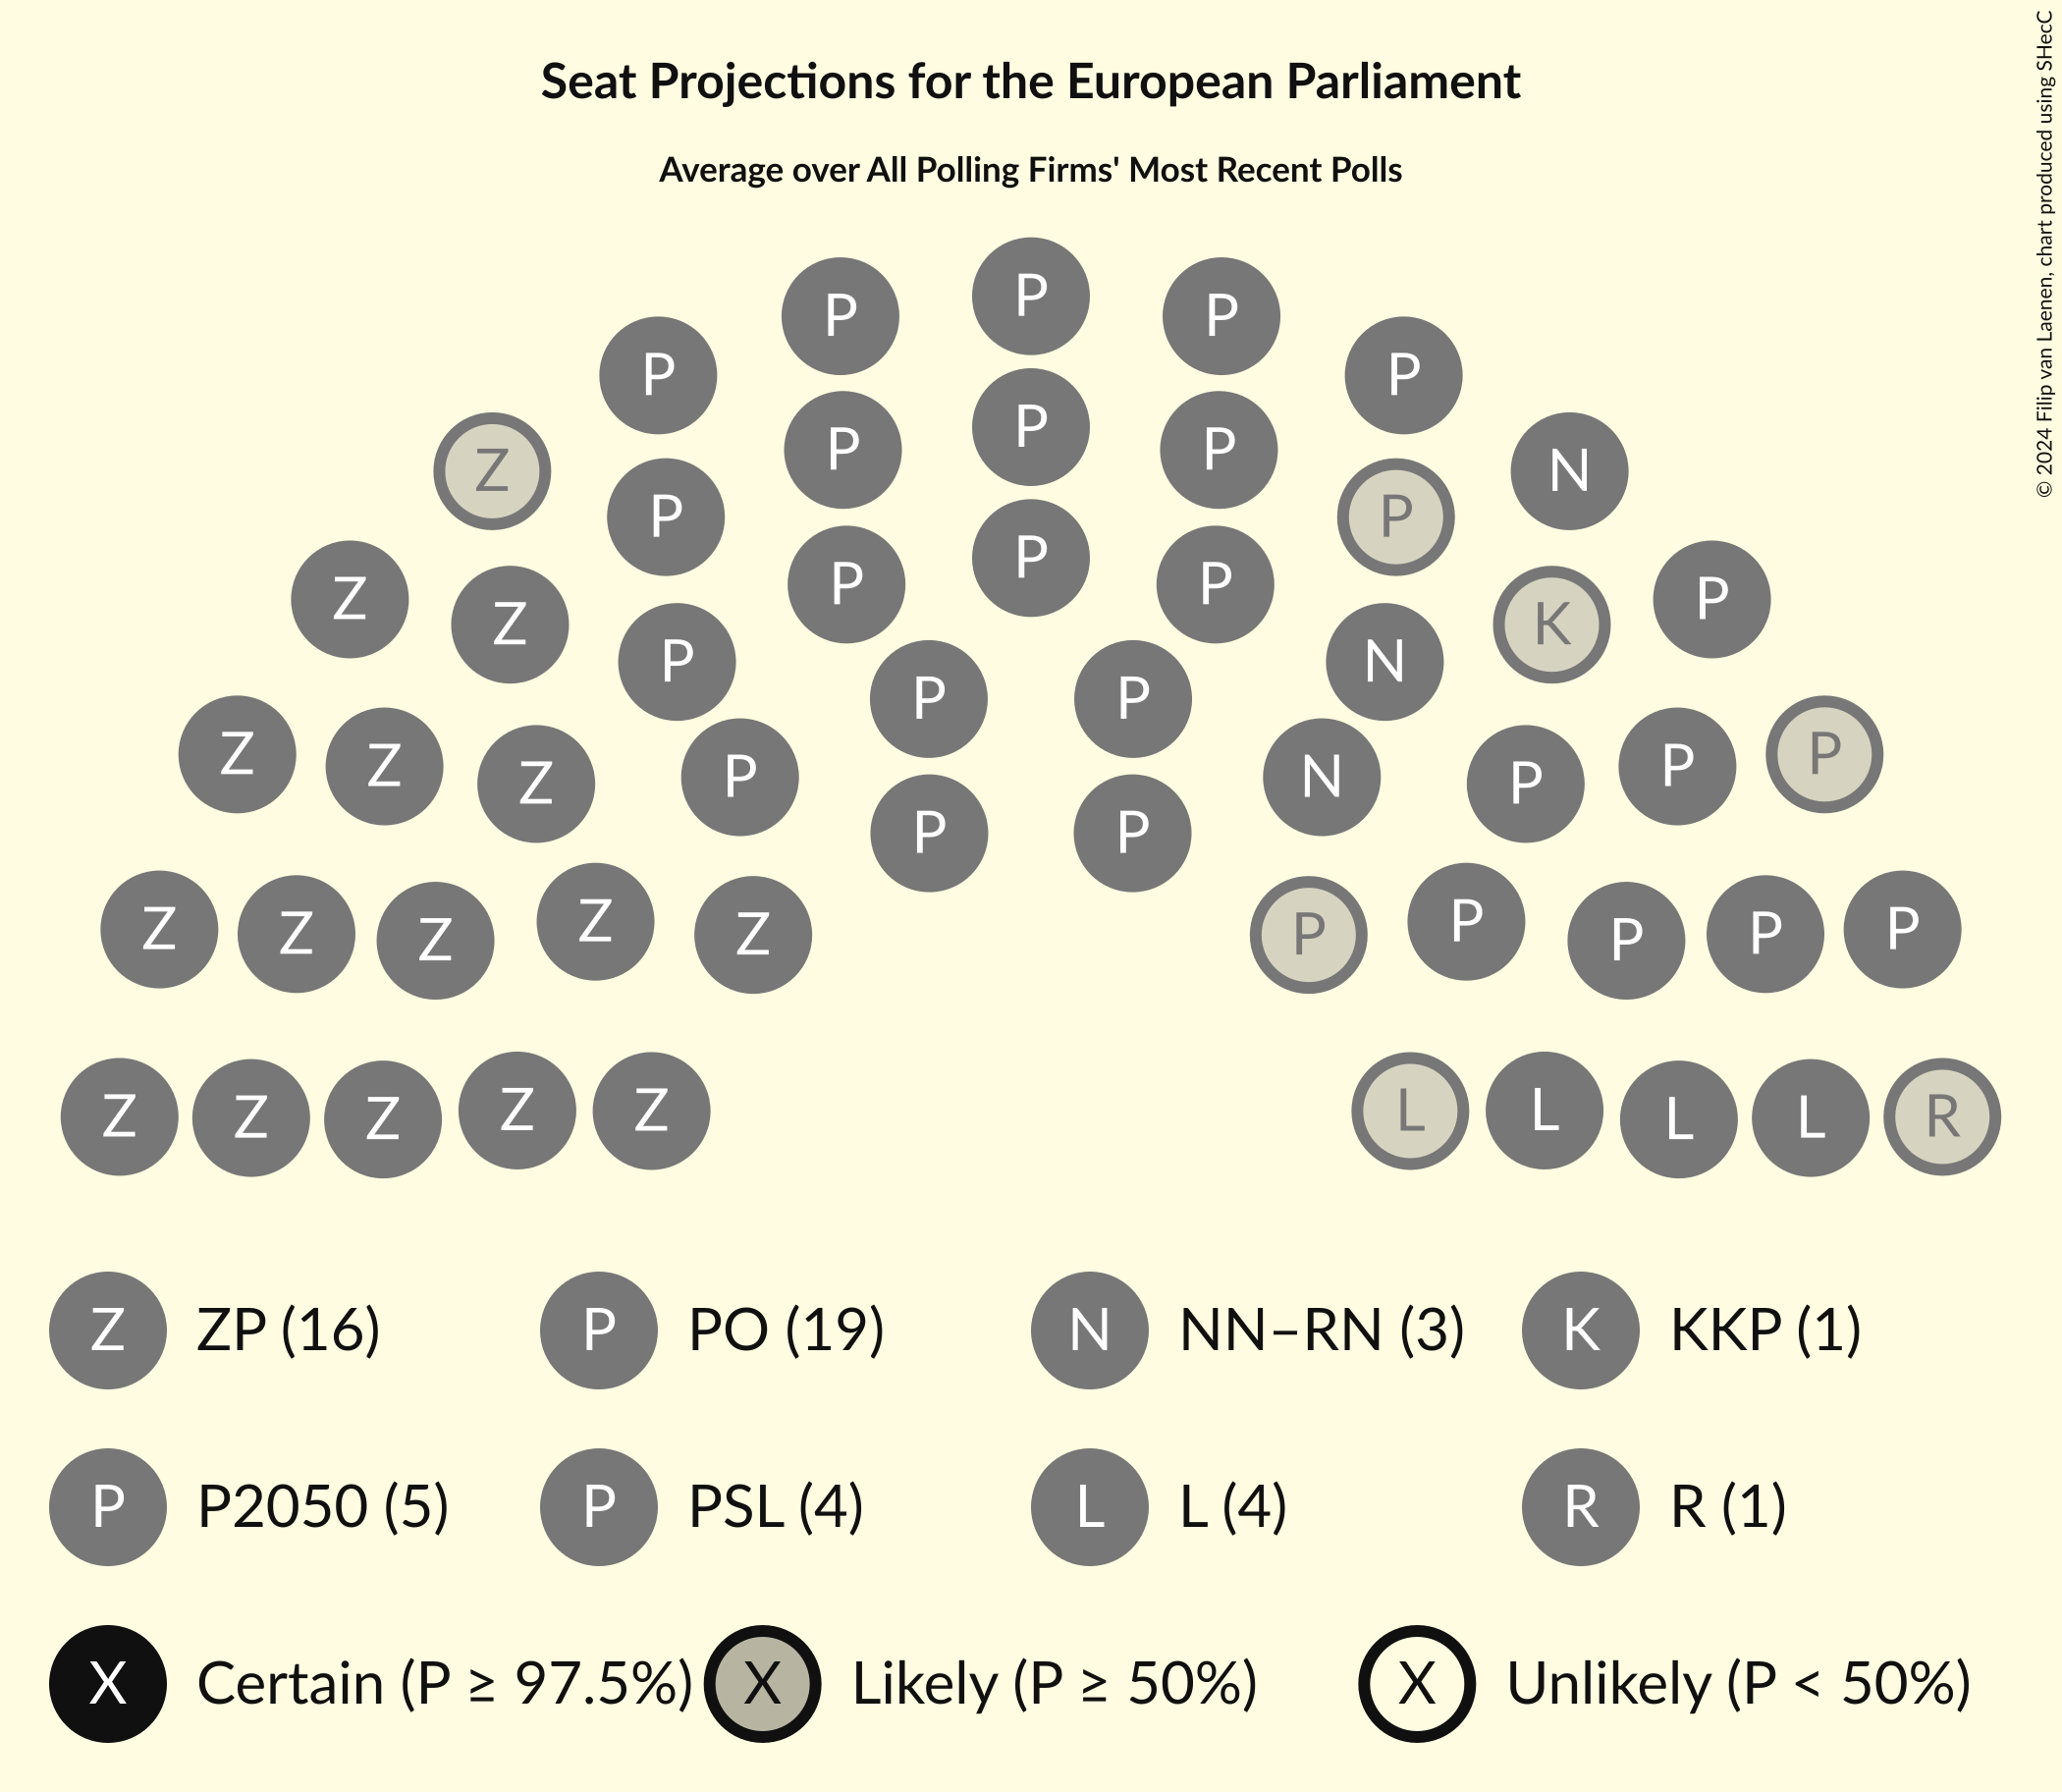 Seat Projections for the European Parliament
Average over All Polling Firms' Most Recent Polls
© 2024 Filip van Laenen, chart produced using SHecC
P P P
P P
P P P
Z N
P P
P P P
Z Z K P
P N
P P
Z Z Z P N P P P
P P
Z Z Z Z Z P P P P P
Z Z Z Z Z L L L L R
Z ZP (16) P PO (19) N NN–RN (3) K KKP (1)
P P2050 (5) P PSL (4) L L (4) R R (1)
X Certain (P ≥ 97.5%) X Likely (P ≥ 50%) X Unlikely (P < 50%)